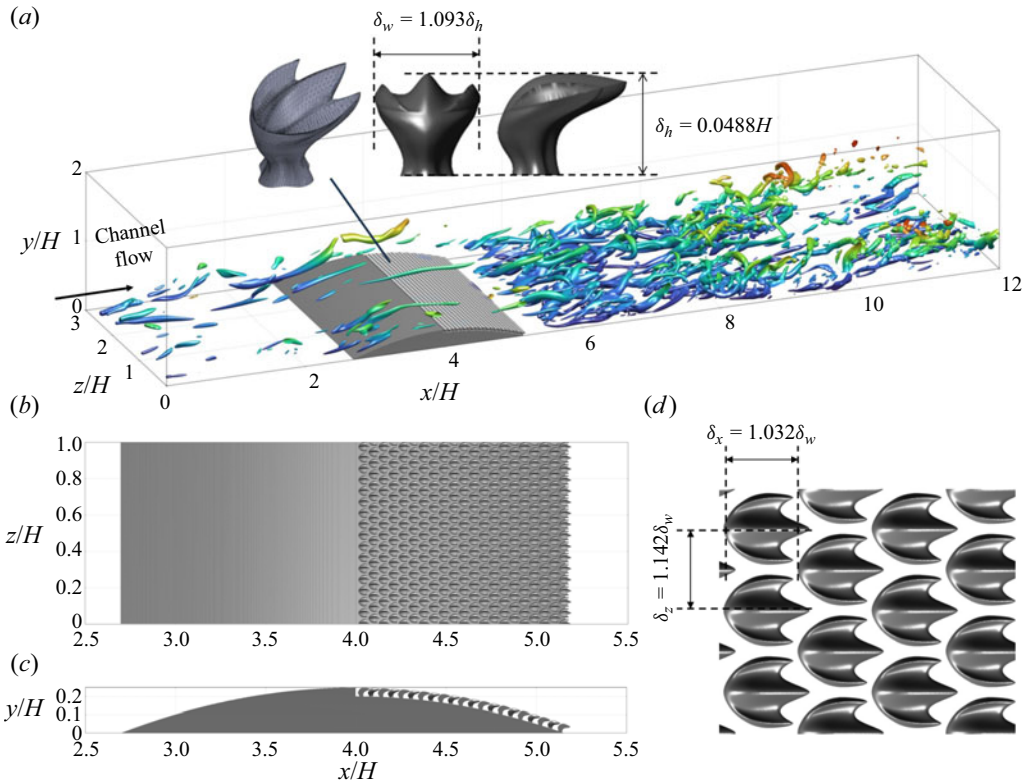 (a)
δw = 1.093δh
δh = 0.0488H
2
y/H
1
Channel
flow
0
3
2
z/H
1
0
2
4
x/H
6
8
10
12
(b)
1.0
0.8
0.6
z/H
0.4
0.2
0
2.5 3.0 3.5 4.0 4.5 5.0 5.5
(c)
0.2
y/H
0.1
0
2.5 3.0 3.5 4.0 4.5 5.0 5.5
x/H
(d)
δx = 1.032δw
δz = 1.142δw